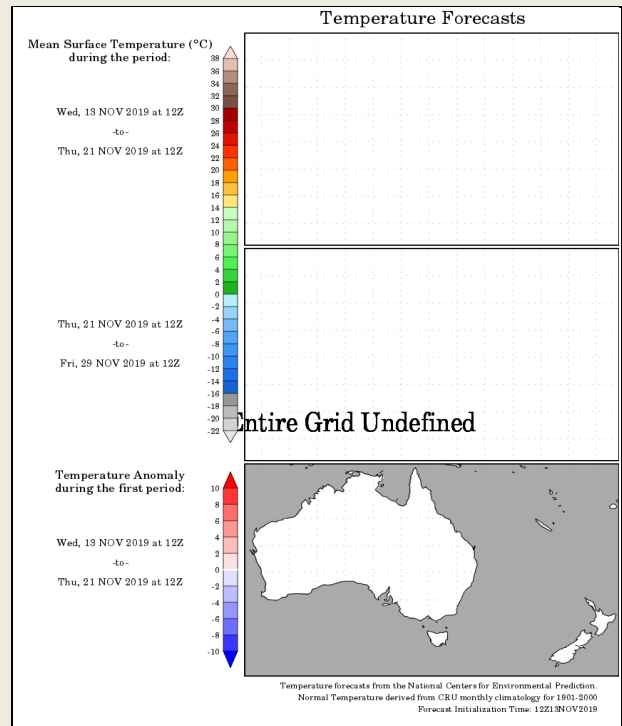 Temperature Forecasts
Mean Surface Temperature (°C)
during the period:
38
36
34
32
30
28
26
24
22
20
18
16
14
12
10
8
6
4
2
0
-2
-4
-6
-8
-10
-12
-14
-16
-18
-20
-22
Wed, 13 NOV 2019 at 12Z
-to-
Thu, 21 NOV 2019 at 12Z
Thu, 21 NOV 2019 at 12Z
-to-
Fri, 29 NOV 2019 at 12Z
Entire Grid Undefined
Temperature Anomaly
during the first period:
10
8
6
4
2
0
-2
-4
-6
-8
-10
Wed, 13 NOV 2019 at 12Z
-to-
Thu, 21 NOV 2019 at 12Z
Temperature forecasts from the National Centers for Environmental Prediction.
Normal Temperature derived from CRU monthly climatology for 1901-2000
Forecast Initialization Time: 12Z13NOV2019